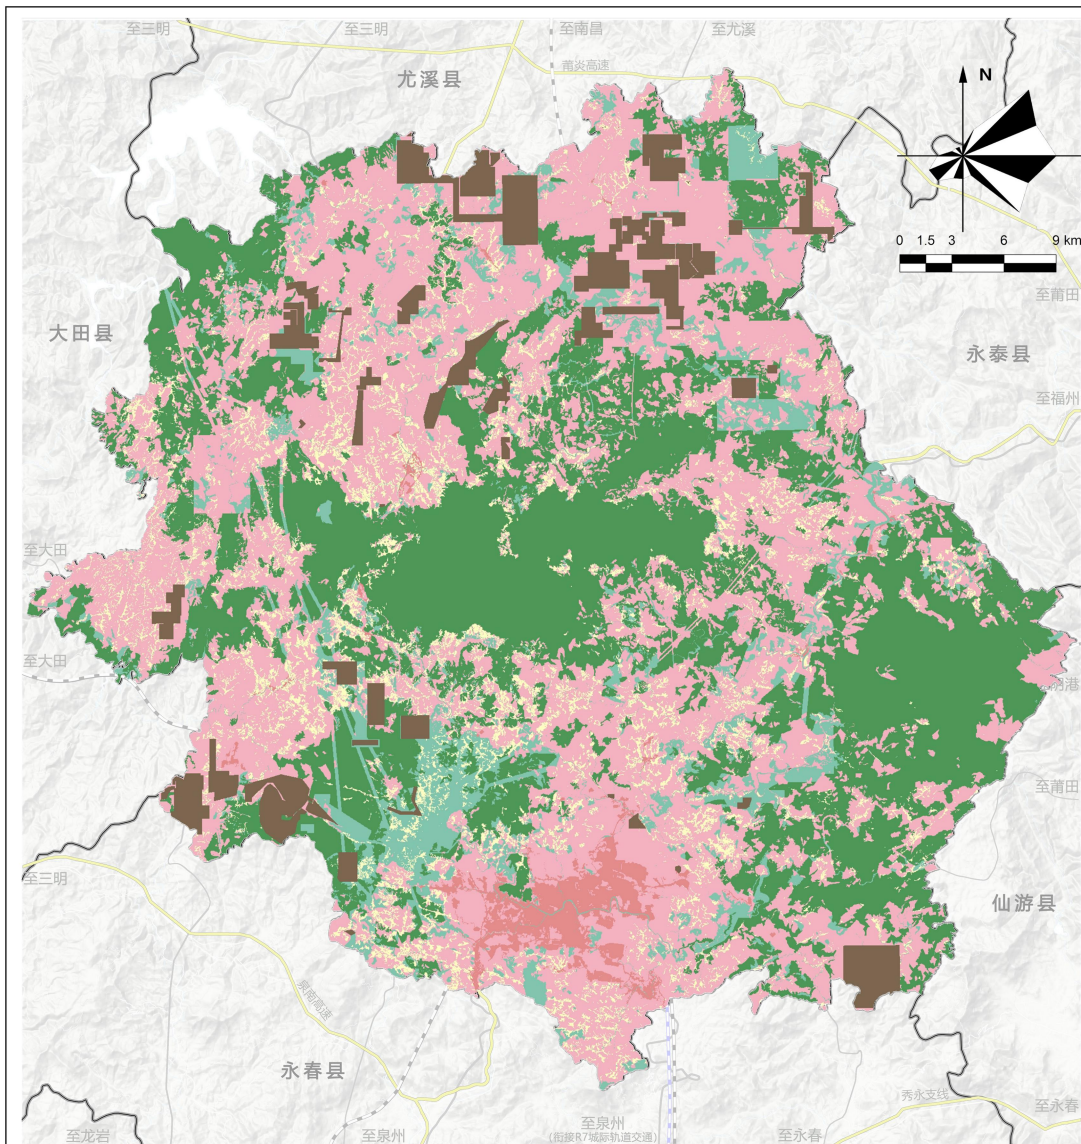 至三明
至三明
至南昌
至尤溪
莆炎高速
尤溪县
N
0 1.5 3 6 9 km
至莆田
大田县
永泰县
至福州
至大田
至大田
至莆田
至三明
仙游县
泉南高速
永春县
秀永支线
至龙岩
至泉州
至泉州
(衔接R7城际轨道交通)
至永春
至永春